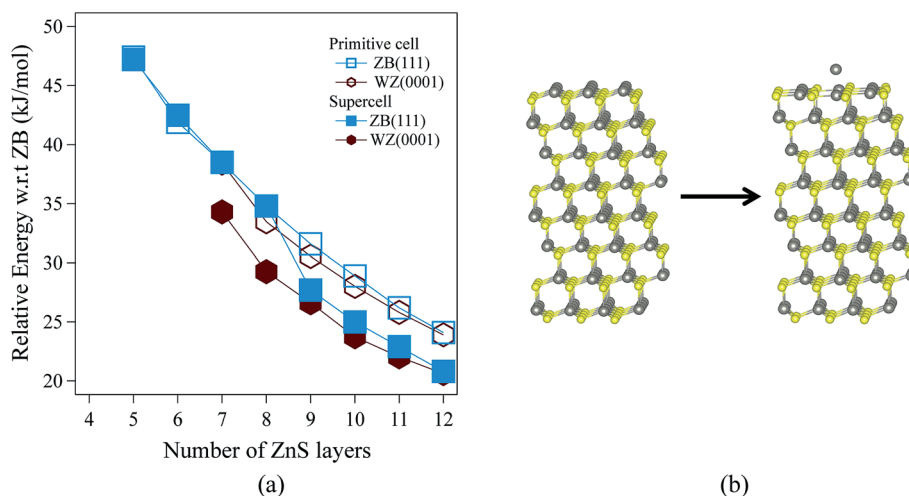 50
45
40
35
30
25
20
Relative Energy w.r.t ZB (kJ/mol)
Primitive cell
ZB(111)
WZ(0001)
Supercell
ZB(111)
WZ(0001)
4 5 6 7 8 9 10 11 12
Number of ZnS layers
(a)
(b)